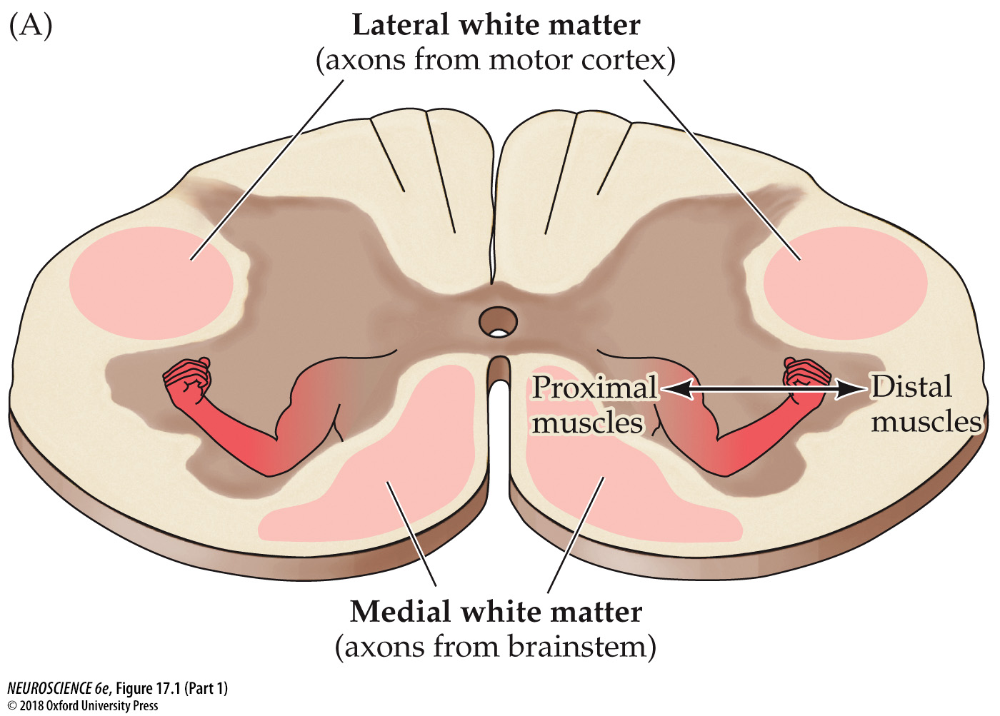 (A)
Lateral white matter
(axons from motor cortex)
Proximal
muscles
Distal
muscles
Medial white matter
(axons from brainstem)
NEUROSCIENCE 6e, Figure 17.1 (Part 1)
© 2018 Oxford University Press